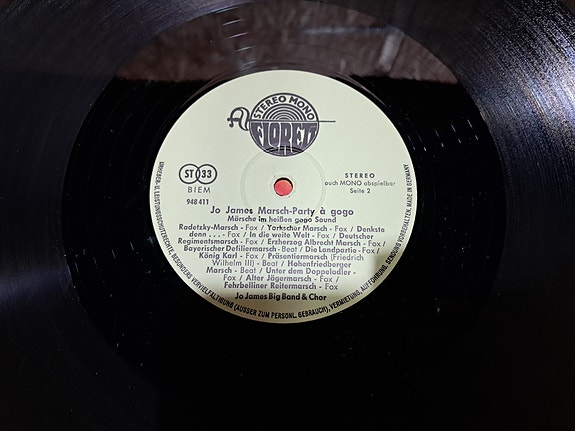 STEREO MONO
FLORETT
ST 33
BIEM
948 411
STEREO
auch MONO abspielbar
Seite 2
Jo James Marsch-Party à gogo
Märsche im heißen gogo Sound
Radetzky-Marsch - Fox / Yorkscher Marsch - Fox / Denkste
denn . . . - Fox / In die weite Welt - Fox / Deutscher
Regimentsmarsch - Fox / Erzherzog Albrecht Marsch - Fox /
Bayerischer Defiliermarsch - Beat / Die Landpartie - Fox /
König Karl - Fox / Präsentiermarsch (Friedrich
Wilhelm III) - Beat / Hohenfriedberger
Marsch - Beat / Unter dem Doppeladler -
Fox / Alter Jägermarsch - Fox /
Fehrbelliner Reitermarsch - Fox
Jo James Big Band & Chor
URHEBER- U. LEISTUNGSSCHUTZRECHTE, BESONDERS VERVIELFÄLTIGUNG (AUSSER ZUM PERSONL. GEBRAUCH), VERMIETUNG, AUFFÜHRUNG, SENDUNG VORBEHALTEN. MADE IN GERMANY